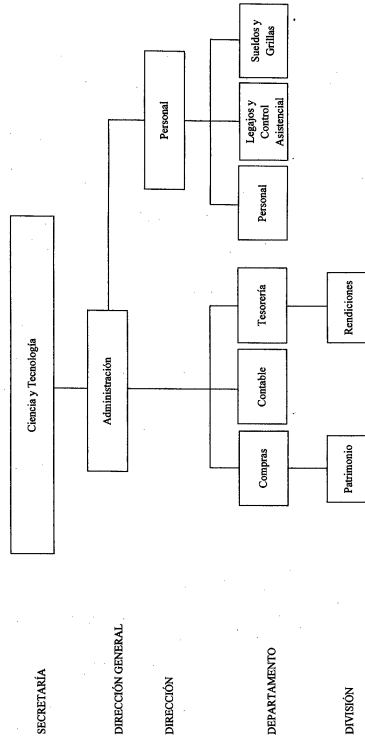 SECRETARÍA
Ciencia y Tecnología
DIRECCIÓN GENERAL
Administración
DIRECCIÓN
Personal
DEPARTAMENTO
Compras
Contable
Tesorería
Personal
Legajos y
Control
Asistencial
Sueldos y
Grillas
DIVISIÓN
Patrimonio
Rendiciones